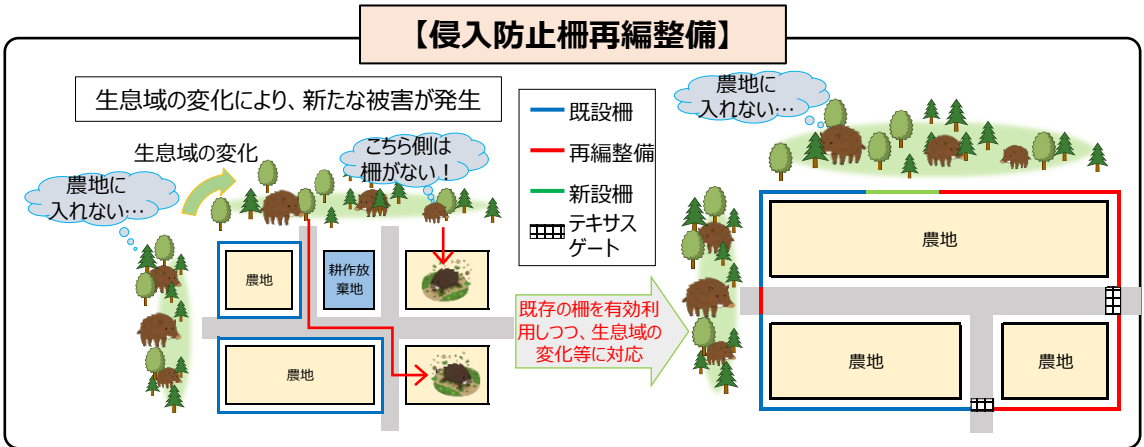 【侵入防止柵再編整備】
生息域の変化により、新たな被害が発生
生息域の変化
農地に
入れない…
こちら側は
柵がない！
農地
耕作放
棄地
農地
既設柵
再編整備
新設柵
テキサス
ゲート
既存の柵を有効利
用しつつ、生息域の
変化等に対応
農地に
入れない…
農地
農地
農地